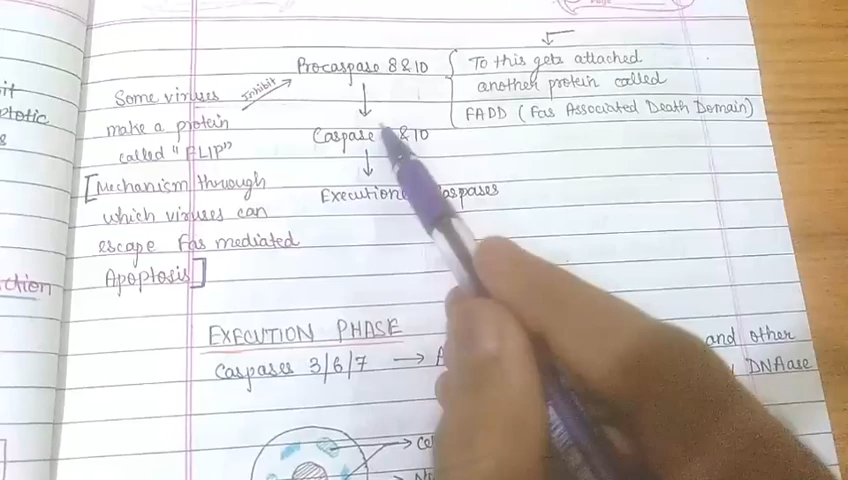 Procaspase 8&10
To this gets attached
another protein called
FADD (Fas Associated Death Domain)
Inhibit
Some viruses
make a protein
called "FLIP"
[Mechanism through
which viruses can
escape Fas mediated
Apoptosis]
Caspase &10
Execution Caspases
EXECUTION PHASE
Caspases 3/6/7 →
and other
DNAase